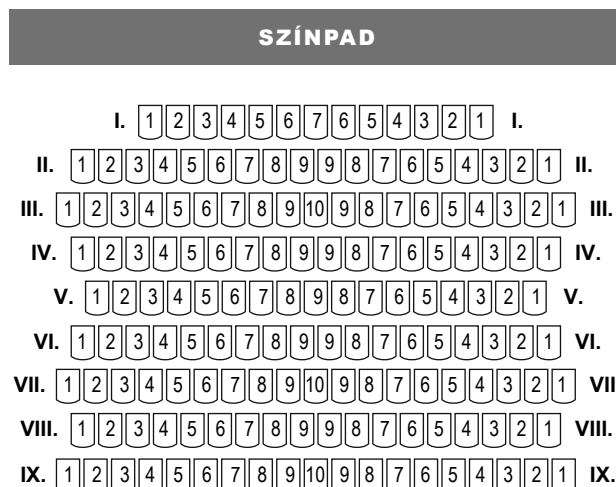 SZÍNPAD
I. 1 2 3 4 5 6 7 6 5 4 3 2 1 I.
II. 1 2 3 4 5 6 7 8 9 9 8 7 6 5 4 3 2 1 II.
III. 1 2 3 4 5 6 7 8 9 10 9 8 7 6 5 4 3 2 1 III.
IV. 1 2 3 4 5 6 7 8 9 9 8 7 6 5 4 3 2 1 IV.
V. 1 2 3 4 5 6 7 8 9 8 7 6 5 4 3 2 1 V.
VI. 1 2 3 4 5 6 7 8 9 9 8 7 6 5 4 3 2 1 VI.
VII. 1 2 3 4 5 6 7 8 9 10 9 8 7 6 5 4 3 2 1 VII
VIII. 1 2 3 4 5 6 7 8 9 9 8 7 6 5 4 3 2 1 VIII.
IX. 1 2 3 4 5 6 7 8 9 10 9 8 7 6 5 4 3 2 1 IX.